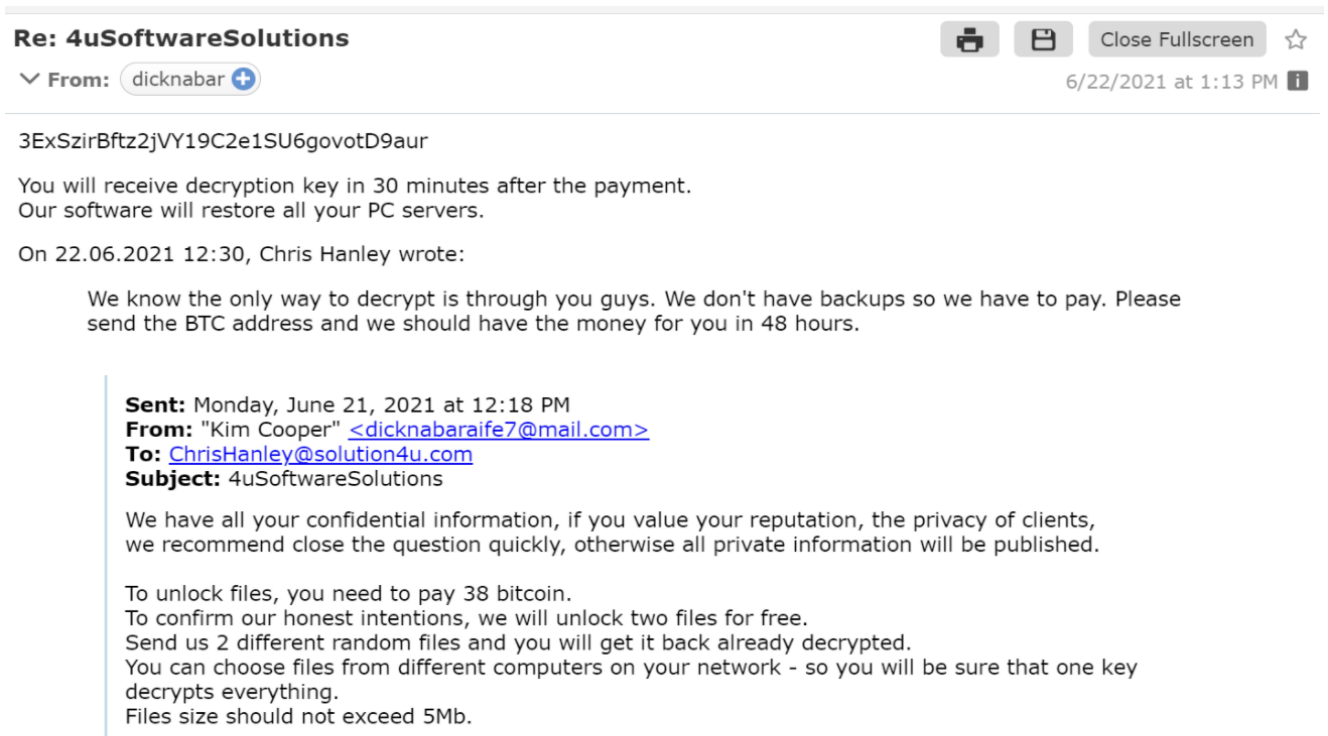 Re: 4uSoftwareSolutions
Close Fullscreen
From: dicknabar
6/22/2021 at 1:13 PM
3ExSzirBftz2jVY19C2e1SU6govotD9aur
You will receive decryption key in 30 minutes after the payment.
Our software will restore all your PC servers.
On 22.06.2021 12:30, Chris Hanley wrote:
We know the only way to decrypt is through you guys. We don't have backups so we have to pay. Please
send the BTC address and we should have the money for you in 48 hours.
Sent: Monday, June 21, 2021 at 12:18 PM
From: "Kim Cooper" <dicknabaraife7@mail.com>
To: ChrisHanley@solution4u.com
Subject: 4uSoftwareSolutions
We have all your confidential information, if you value your reputation, the privacy of clients,
we recommend close the question quickly, otherwise all private information will be published.
To unlock files, you need to pay 38 bitcoin.
To confirm our honest intentions, we will unlock two files for free.
Send us 2 different random files and you will get it back already decrypted.
You can choose files from different computers on your network - so you will be sure that one key
decrypts everything.
Files size should not exceed 5Mb.